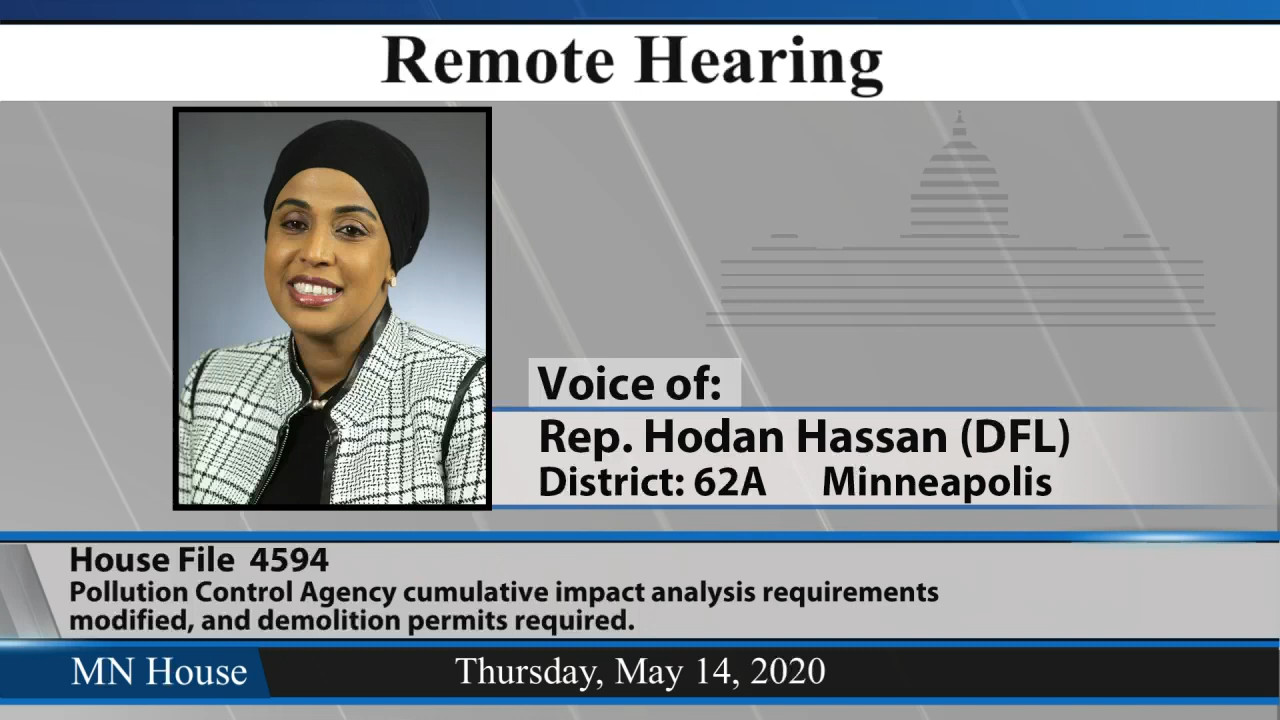 Remote Hearing
Voice of:
Rep. Hodan Hassan (DFL)
District: 62A Minneapolis
House File 4594
Pollution Control Agency cumulative impact analysis requirements
modified, and demolition permits required.
MN House Thursday, May 14, 2020